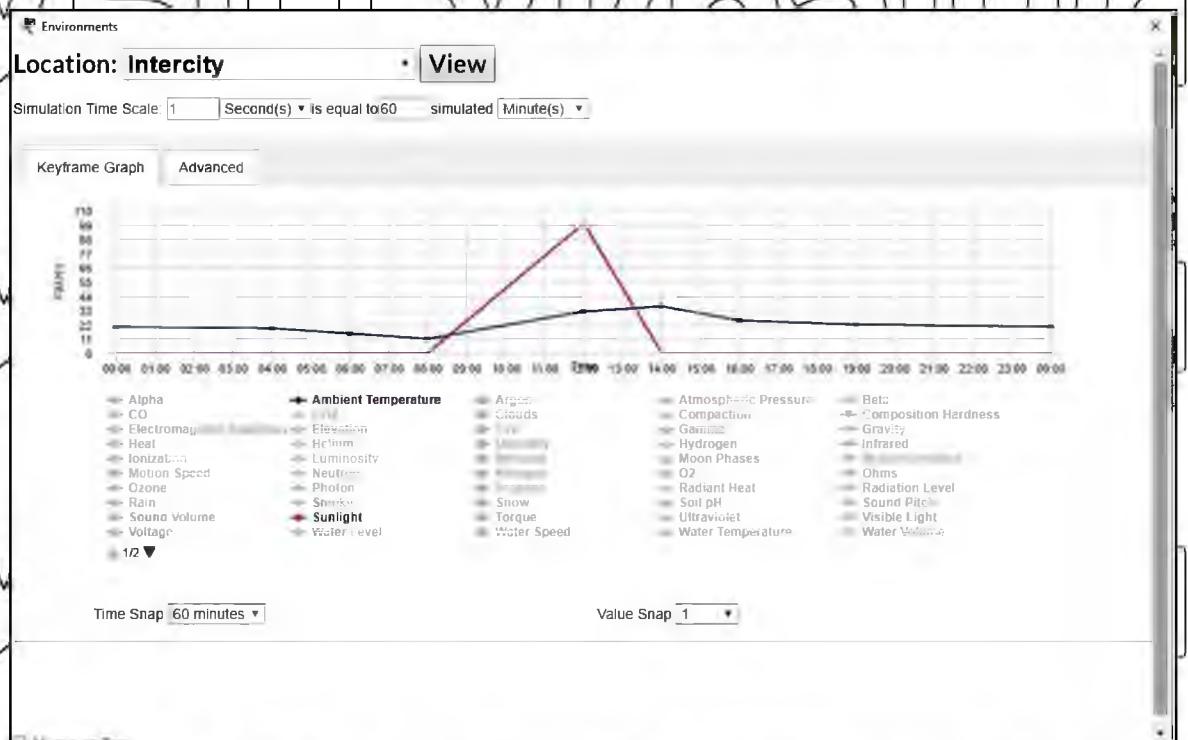 Environments
Location: Intercity View
Simulation Time Scale: 1 Second(s) is equal to 60 simulated Minute(s)
Keyframe Graph Advanced
110
99
88
77
66
55
44
33
22
11
0
00:00 01:00 02:00 03:00 04:00 05:00 06:00 07:00 08:00 09:00 10:00 11:00 Time 13:00 14:00 15:00 16:00 17:00 18:00 19:00 20:00 21:00 22:00 23:00 00:00
Alpha Ambient Temperature Argon Atmospheric Pressure Beta
CO Clouds Compaction Composition Hardness
Elevation Gamma Gravity
Heat Helium Humidity Hydrogen Infrared
Ionization Luminosity Moon Phases
Motion Speed Neutron O2 Ohms
Ozone Photon Radiant Heat Radiation Level
Rain Smoke Snow Soil pH Sound Pitch
Sound Volume Sunlight Torque Ultraviolet Visible Light
Voltage Water Level Water Speed Water Temperature Water Volume
1/2
Time Snap 60 minutes Value Snap 1